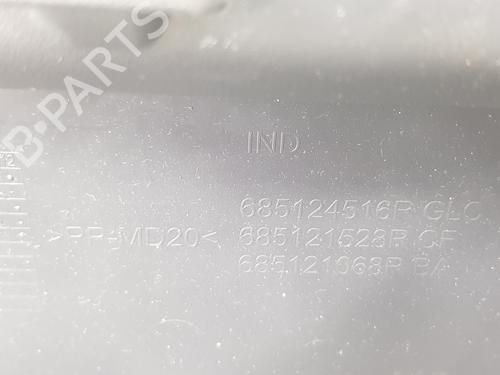 B-PARTS
IND
685124516R GLC
>PP-MD20< 685121528R CF
685121068R BA